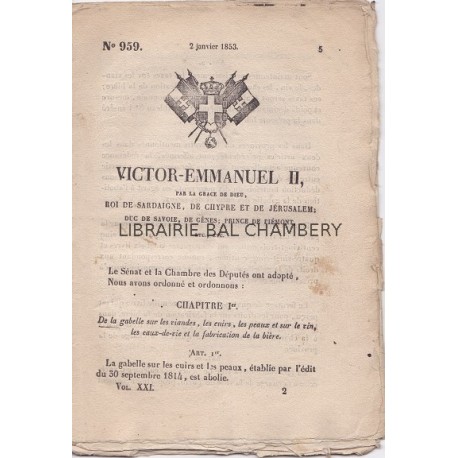 Nº 959.
2 janvier 1853.
5
VICTOR-EMMANUEL II,
PAR LA GRACE DE DIEU,
ROI DE SARDAIGNE, DE CHYPRE ET DE JÉRUSALEM;
DUC DE SAVOIE, DE GÊNES; PRINCE DE PIÉMONT,
LIBRAIRIE BAL CHAMBERY
Le Sénat et la Chambre des Députés ont adopté,
Nous avons ordonné et ordonnons :
CHAPITRE Ier.
De la gabelle sur les viandes, les cuirs, les peaux et sur le vin,
les eaux-de-vie et la fabrication de la bière.
ART. 1er.
La gabelle sur les cuirs et les peaux, établie par l'édit
du 30 septembre 1814, est abolie.
VOL. XXI.
2